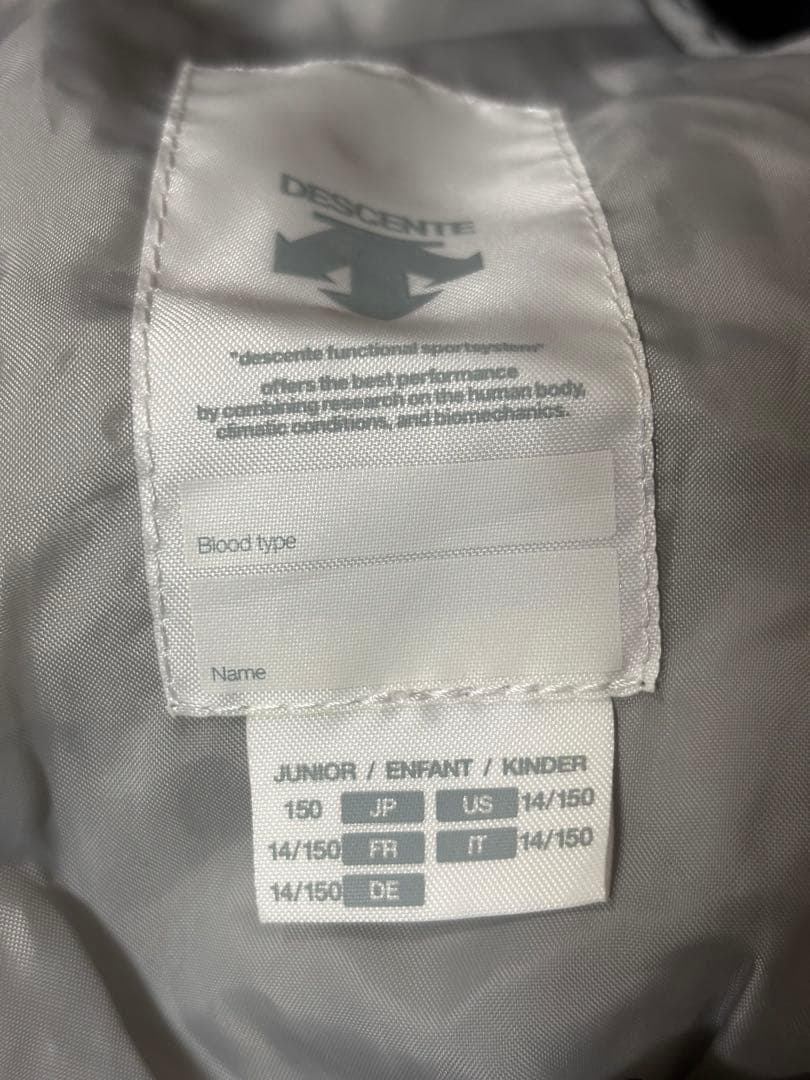 DESCENTE
"descente functional sportsystem"
offers the best performance
by combining research on the human body,
climatic conditions, and biomechanics.
Blood type
Name
JUNIOR / ENFANT / KINDER
150 JP US 14/150
14/150 FR IT 14/150
14/150 DE